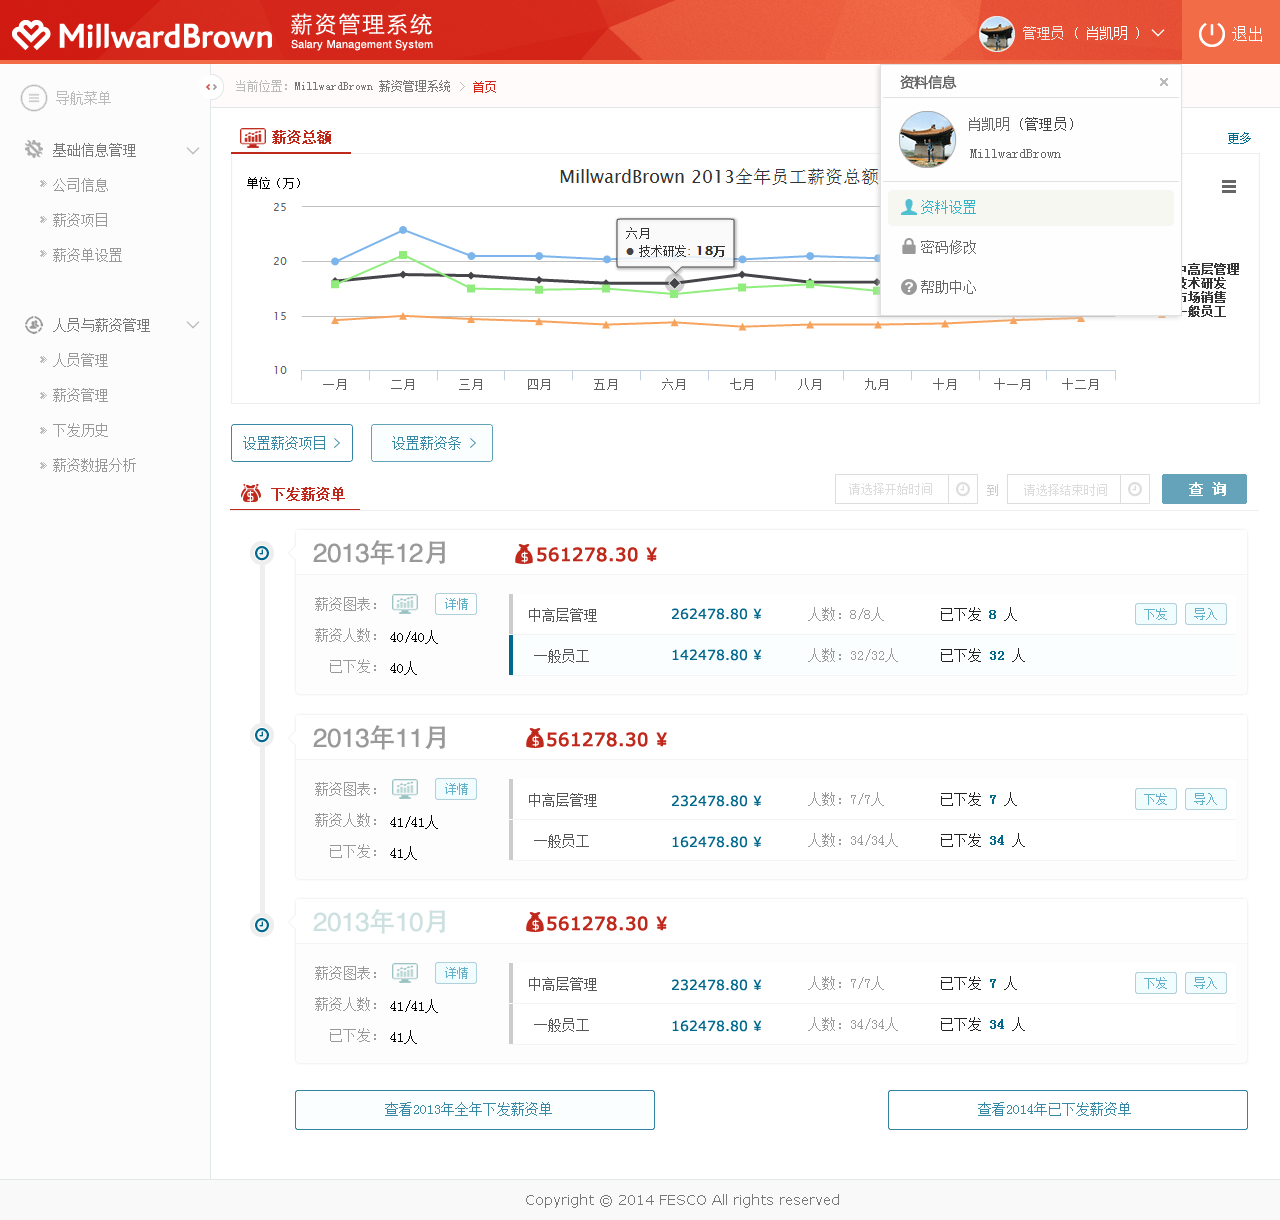 MillwardBrown 薪资管理系统
Salary Management System
管理员（ 肖凯明 ）
退出
导航菜单
当前位置：MillwardBrown 薪资管理系统 > 首页
资料信息
×
肖凯明（管理员）
MillwardBrown
资料设置
密码修改
帮助中心
基础信息管理
公司信息
薪资项目
薪资单设置
人员与薪资管理
人员管理
薪资管理
下发历史
薪资数据分析
薪资总额
更多
MillwardBrown 2013全年员工薪资总额
单位（万）
25
20
15
10
六月
技术研发: 18万
中高层管理
技术研发
市场销售
一般员工
一月 二月 三月 四月 五月 六月 七月 八月 九月 十月 十一月 十二月
设置薪资项目 >
设置薪资条 >
下发薪资单
请选择开始时间 到 请选择结束时间 查 询
2013年12月 561278.30 ¥
薪资图表： 详情
薪资人数： 40/40人
已下发： 40人
中高层管理 262478.80 ¥ 人数：8/8人 已下发 8 人 下发 导入
一般员工 142478.80 ¥ 人数：32/32人 已下发 32 人
2013年11月 561278.30 ¥
薪资图表： 详情
薪资人数： 41/41人
已下发： 41人
中高层管理 232478.80 ¥ 人数：7/7人 已下发 7 人 下发 导入
一般员工 162478.80 ¥ 人数：34/34人 已下发 34 人
2013年10月 561278.30 ¥
薪资图表： 详情
薪资人数： 41/41人
已下发： 41人
中高层管理 232478.80 ¥ 人数：7/7人 已下发 7 人 下发 导入
一般员工 162478.80 ¥ 人数：34/34人 已下发 34 人
查看2013年全年下发薪资单
查看2014年已下发薪资单
Copyright © 2014 FESCO All rights reserved